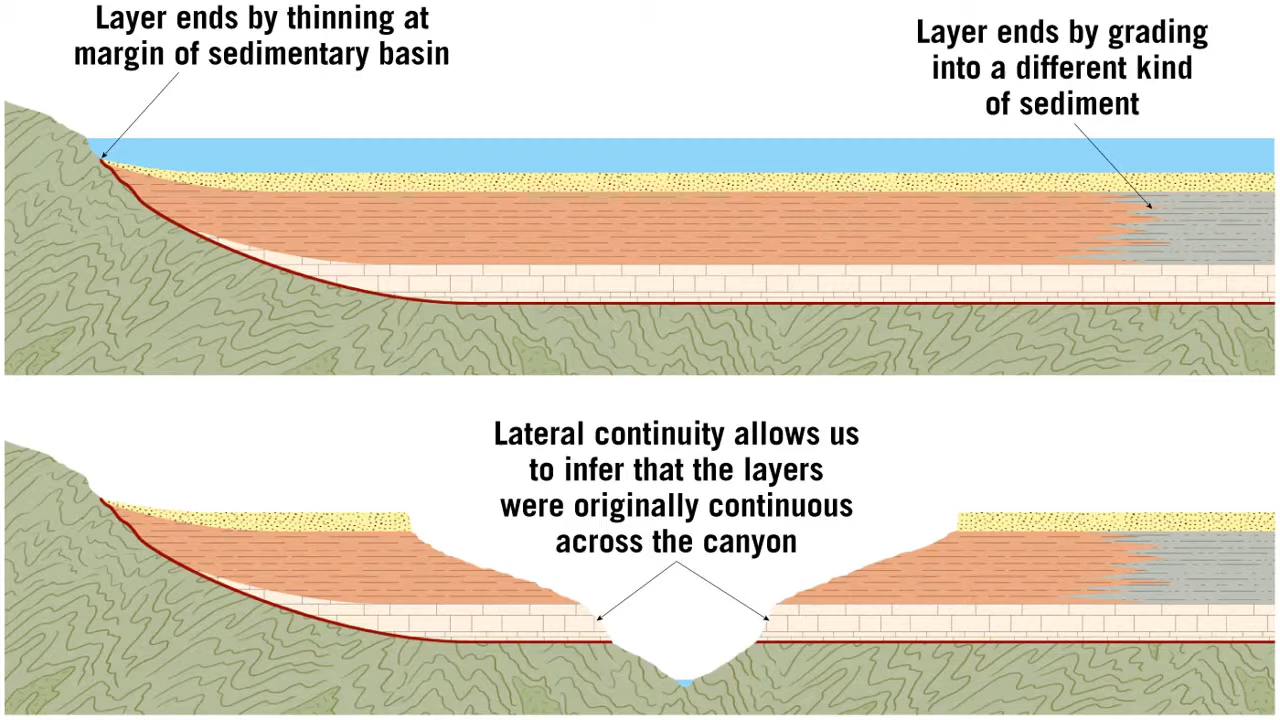 Layer ends by thinning at
margin of sedimentary basin
Layer ends by grading
into a different kind
of sediment
Lateral continuity allows us
to infer that the layers
were originally continuous
across the canyon